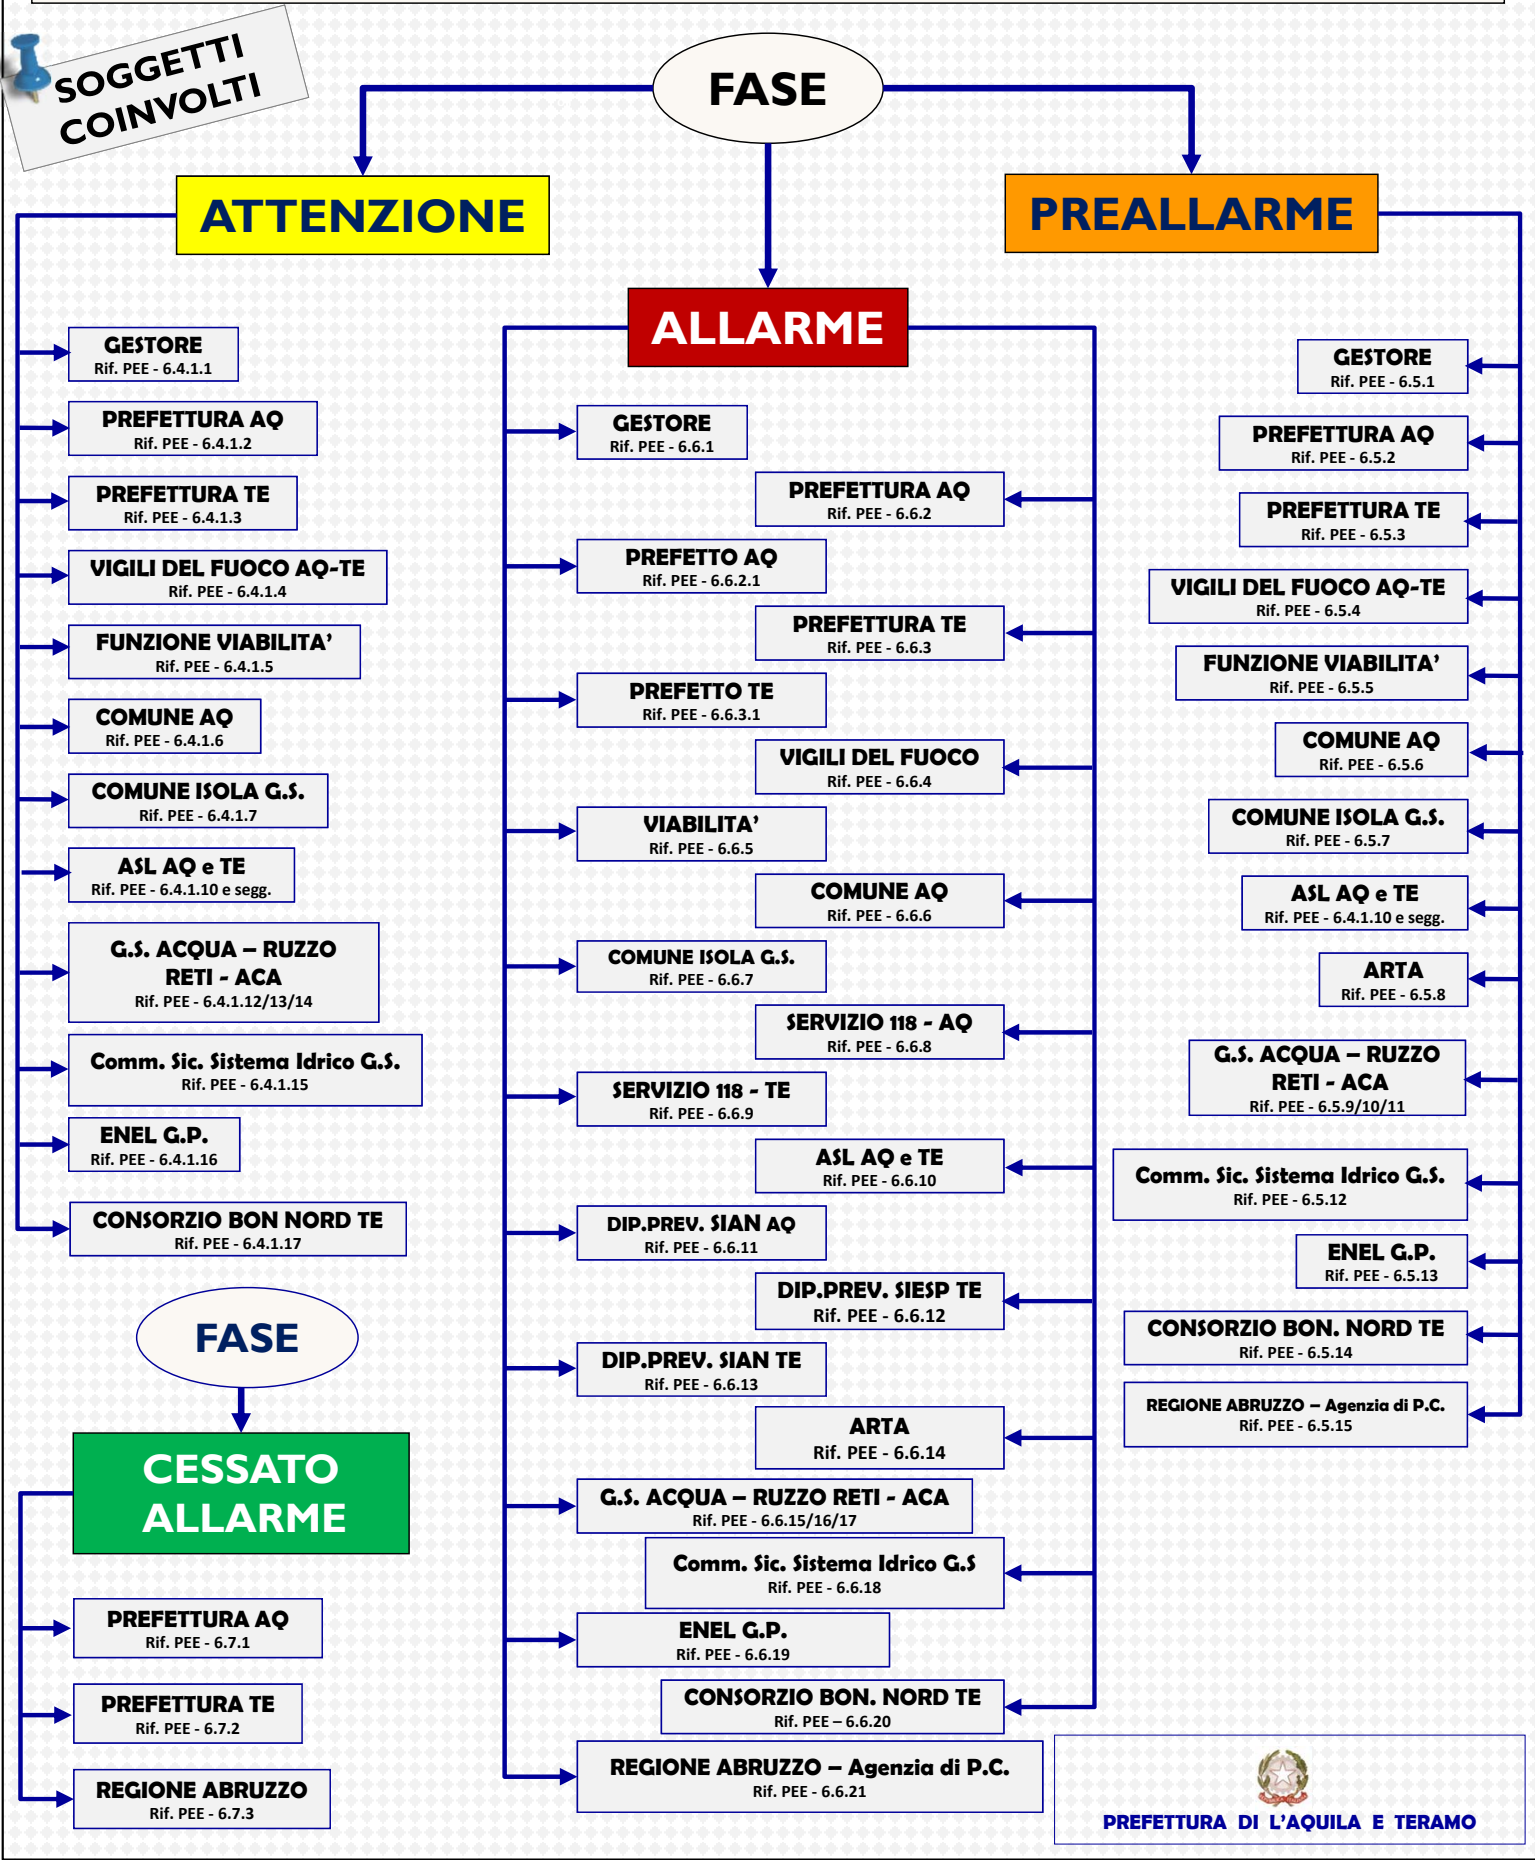 SOGGETTI
COINVOLTI
FASE
ATTENZIONE
PREALLARME
ALLARME
GESTORE
Rif. PEE - 6.4.1.1
PREFETTURA AQ
Rif. PEE - 6.4.1.2
PREFETTURA TE
Rif. PEE - 6.4.1.3
VIGILI DEL FUOCO AQ-TE
Rif. PEE - 6.4.1.4
FUNZIONE VIABILITA’
Rif. PEE - 6.4.1.5
COMUNE AQ
Rif. PEE - 6.4.1.6
COMUNE ISOLA G.S.
Rif. PEE - 6.4.1.7
ASL AQ e TE
Rif. PEE - 6.4.1.10 e segg.
G.S. ACQUA – RUZZO
RETI - ACA
Rif. PEE - 6.4.1.12/13/14
Comm. Sic. Sistema Idrico G.S.
Rif. PEE - 6.4.1.15
ENEL G.P.
Rif. PEE - 6.4.1.16
CONSORZIO BON NORD TE
Rif. PEE - 6.4.1.17
GESTORE
Rif. PEE - 6.6.1
PREFETTURA AQ
Rif. PEE - 6.6.2
PREFETTO AQ
Rif. PEE - 6.6.2.1
PREFETTURA TE
Rif. PEE - 6.6.3
PREFETTO TE
Rif. PEE - 6.6.3.1
VIGILI DEL FUOCO
Rif. PEE - 6.6.4
VIABILITA’
Rif. PEE - 6.6.5
COMUNE AQ
Rif. PEE - 6.6.6
COMUNE ISOLA G.S.
Rif. PEE - 6.6.7
SERVIZIO 118 - AQ
Rif. PEE - 6.6.8
SERVIZIO 118 - TE
Rif. PEE - 6.6.9
ASL AQ e TE
Rif. PEE - 6.6.10
DIP.PREV. SIAN AQ
Rif. PEE - 6.6.11
DIP.PREV. SIESP TE
Rif. PEE - 6.6.12
DIP.PREV. SIAN TE
Rif. PEE - 6.6.13
ARTA
Rif. PEE - 6.6.14
G.S. ACQUA – RUZZO RETI - ACA
Rif. PEE - 6.6.15/16/17
Comm. Sic. Sistema Idrico G.S
Rif. PEE - 6.6.18
ENEL G.P.
Rif. PEE - 6.6.19
CONSORZIO BON. NORD TE
Rif. PEE – 6.6.20
REGIONE ABRUZZO – Agenzia di P.C.
Rif. PEE - 6.6.21
GESTORE
Rif. PEE - 6.5.1
PREFETTURA AQ
Rif. PEE - 6.5.2
PREFETTURA TE
Rif. PEE - 6.5.3
VIGILI DEL FUOCO AQ-TE
Rif. PEE - 6.5.4
FUNZIONE VIABILITA’
Rif. PEE - 6.5.5
COMUNE AQ
Rif. PEE - 6.5.6
COMUNE ISOLA G.S.
Rif. PEE - 6.5.7
ASL AQ e TE
Rif. PEE - 6.4.1.10 e segg.
ARTA
Rif. PEE - 6.5.8
G.S. ACQUA – RUZZO
RETI - ACA
Rif. PEE - 6.5.9/10/11
Comm. Sic. Sistema Idrico G.S.
Rif. PEE - 6.5.12
ENEL G.P.
Rif. PEE - 6.5.13
CONSORZIO BON. NORD TE
Rif. PEE - 6.5.14
REGIONE ABRUZZO – Agenzia di P.C.
Rif. PEE - 6.5.15
FASE
CESSATO
ALLARME
PREFETTURA AQ
Rif. PEE - 6.7.1
PREFETTURA TE
Rif. PEE - 6.7.2
REGIONE ABRUZZO
Rif. PEE - 6.7.3
PREFETTURA DI L’AQUILA E TERAMO